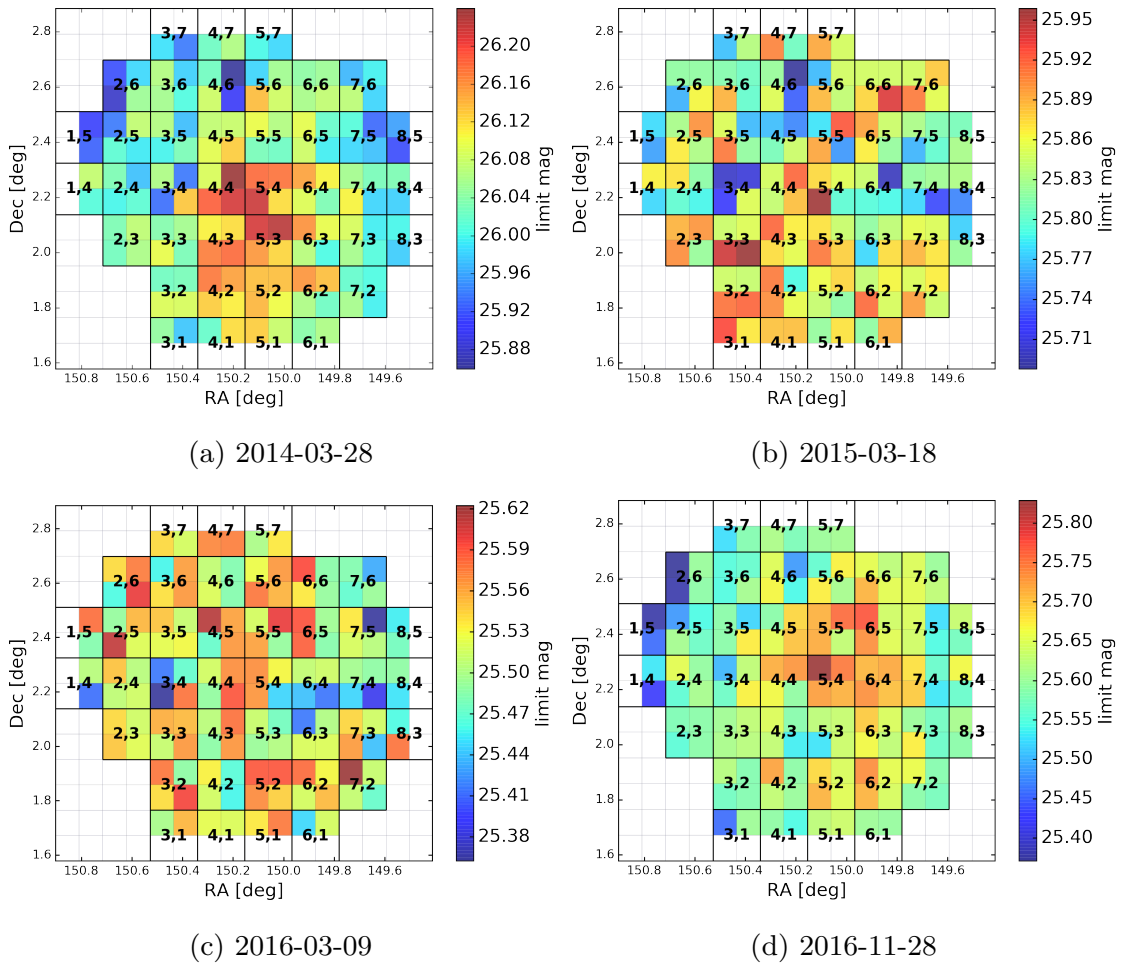 3,7 4,7 5,7
2,6 3,6 4,6 5,6 6,6 7,6
1,5 2,5 3,5 4,5 5,5 6,5 7,5 8,5
1,4 2,4 3,4 4,4 5,4 6,4 7,4 8,4
2,3 3,3 4,3 5,3 6,3 7,3 8,3
3,2 4,2 5,2 6,2 7,2
3,1 4,1 5,1 6,1
2.8
2.6
2.4
2.2
2.0
1.8
1.6
Dec [deg]
150.8 150.6 150.4 150.2 150.0 149.8 149.6
RA [deg]
26.20
26.16
26.12
26.08
26.04
26.00
25.96
25.92
25.88
limit mag
(a) 2014-03-28
3,7 4,7 5,7
2,6 3,6 4,6 5,6 6,6 7,6
1,5 2,5 3,5 4,5 5,5 6,5 7,5 8,5
1,4 2,4 3,4 4,4 5,4 6,4 7,4 8,4
2,3 3,3 4,3 5,3 6,3 7,3 8,3
3,2 4,2 5,2 6,2 7,2
3,1 4,1 5,1 6,1
2.8
2.6
2.4
2.2
2.0
1.8
1.6
Dec [deg]
150.8 150.6 150.4 150.2 150.0 149.8 149.6
RA [deg]
25.95
25.92
25.89
25.86
25.83
25.80
25.77
25.74
25.71
limit mag
(b) 2015-03-18
3,7 4,7 5,7
2,6 3,6 4,6 5,6 6,6 7,6
1,5 2,5 3,5 4,5 5,5 6,5 7,5 8,5
1,4 2,4 3,4 4,4 5,4 6,4 7,4 8,4
2,3 3,3 4,3 5,3 6,3 7,3 8,3
3,2 4,2 5,2 6,2 7,2
3,1 4,1 5,1 6,1
2.8
2.6
2.4
2.2
2.0
1.8
1.6
Dec [deg]
150.8 150.6 150.4 150.2 150.0 149.8 149.6
RA [deg]
25.62
25.59
25.56
25.53
25.50
25.47
25.44
25.41
25.38
limit mag
(c) 2016-03-09
3,7 4,7 5,7
2,6 3,6 4,6 5,6 6,6 7,6
1,5 2,5 3,5 4,5 5,5 6,5 7,5 8,5
1,4 2,4 3,4 4,4 5,4 6,4 7,4 8,4
2,3 3,3 4,3 5,3 6,3 7,3 8,3
3,2 4,2 5,2 6,2 7,2
3,1 4,1 5,1 6,1
2.8
2.6
2.4
2.2
2.0
1.8
1.6
Dec [deg]
150.8 150.6 150.4 150.2 150.0 149.8 149.6
RA [deg]
25.80
25.75
25.70
25.65
25.60
25.55
25.50
25.45
25.40
limit mag
(d) 2016-11-28